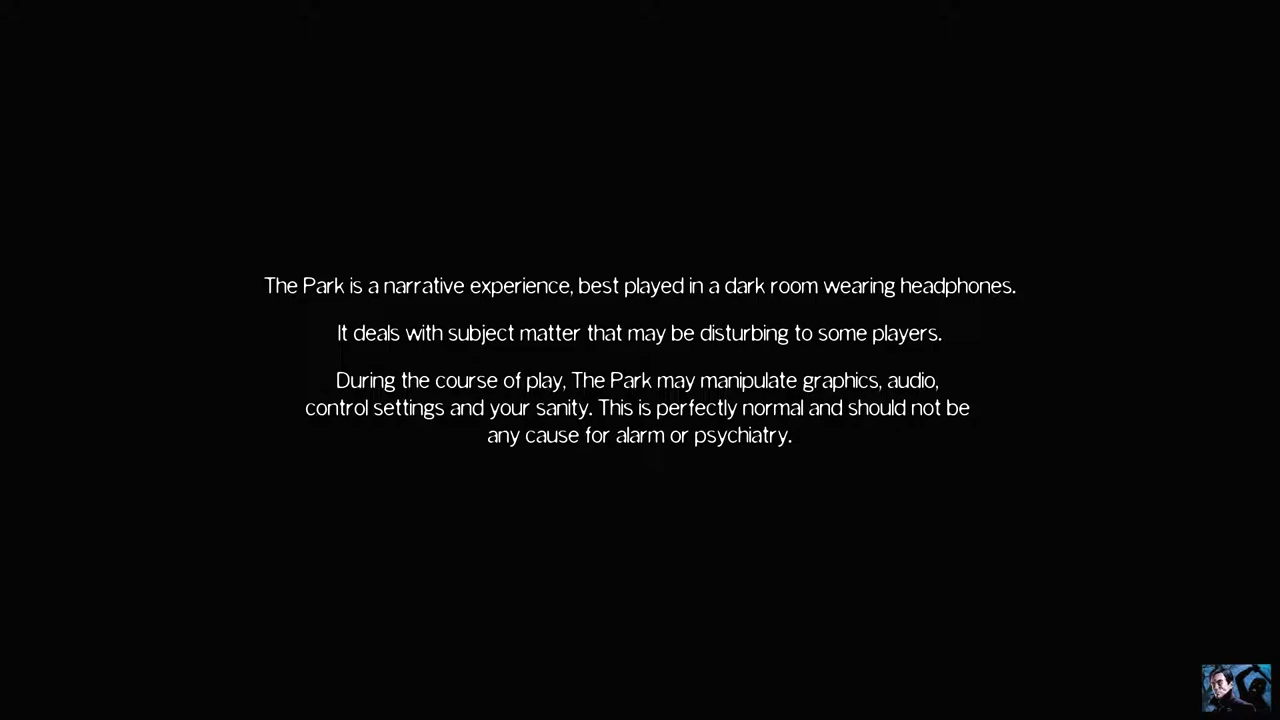 The Park is a narrative experience, best played in a dark room wearing headphones.
It deals with subject matter that may be disturbing to some players.
During the course of play, The Park may manipulate graphics, audio,
control settings and your sanity. This is perfectly normal and should not be
any cause for alarm or psychiatry.